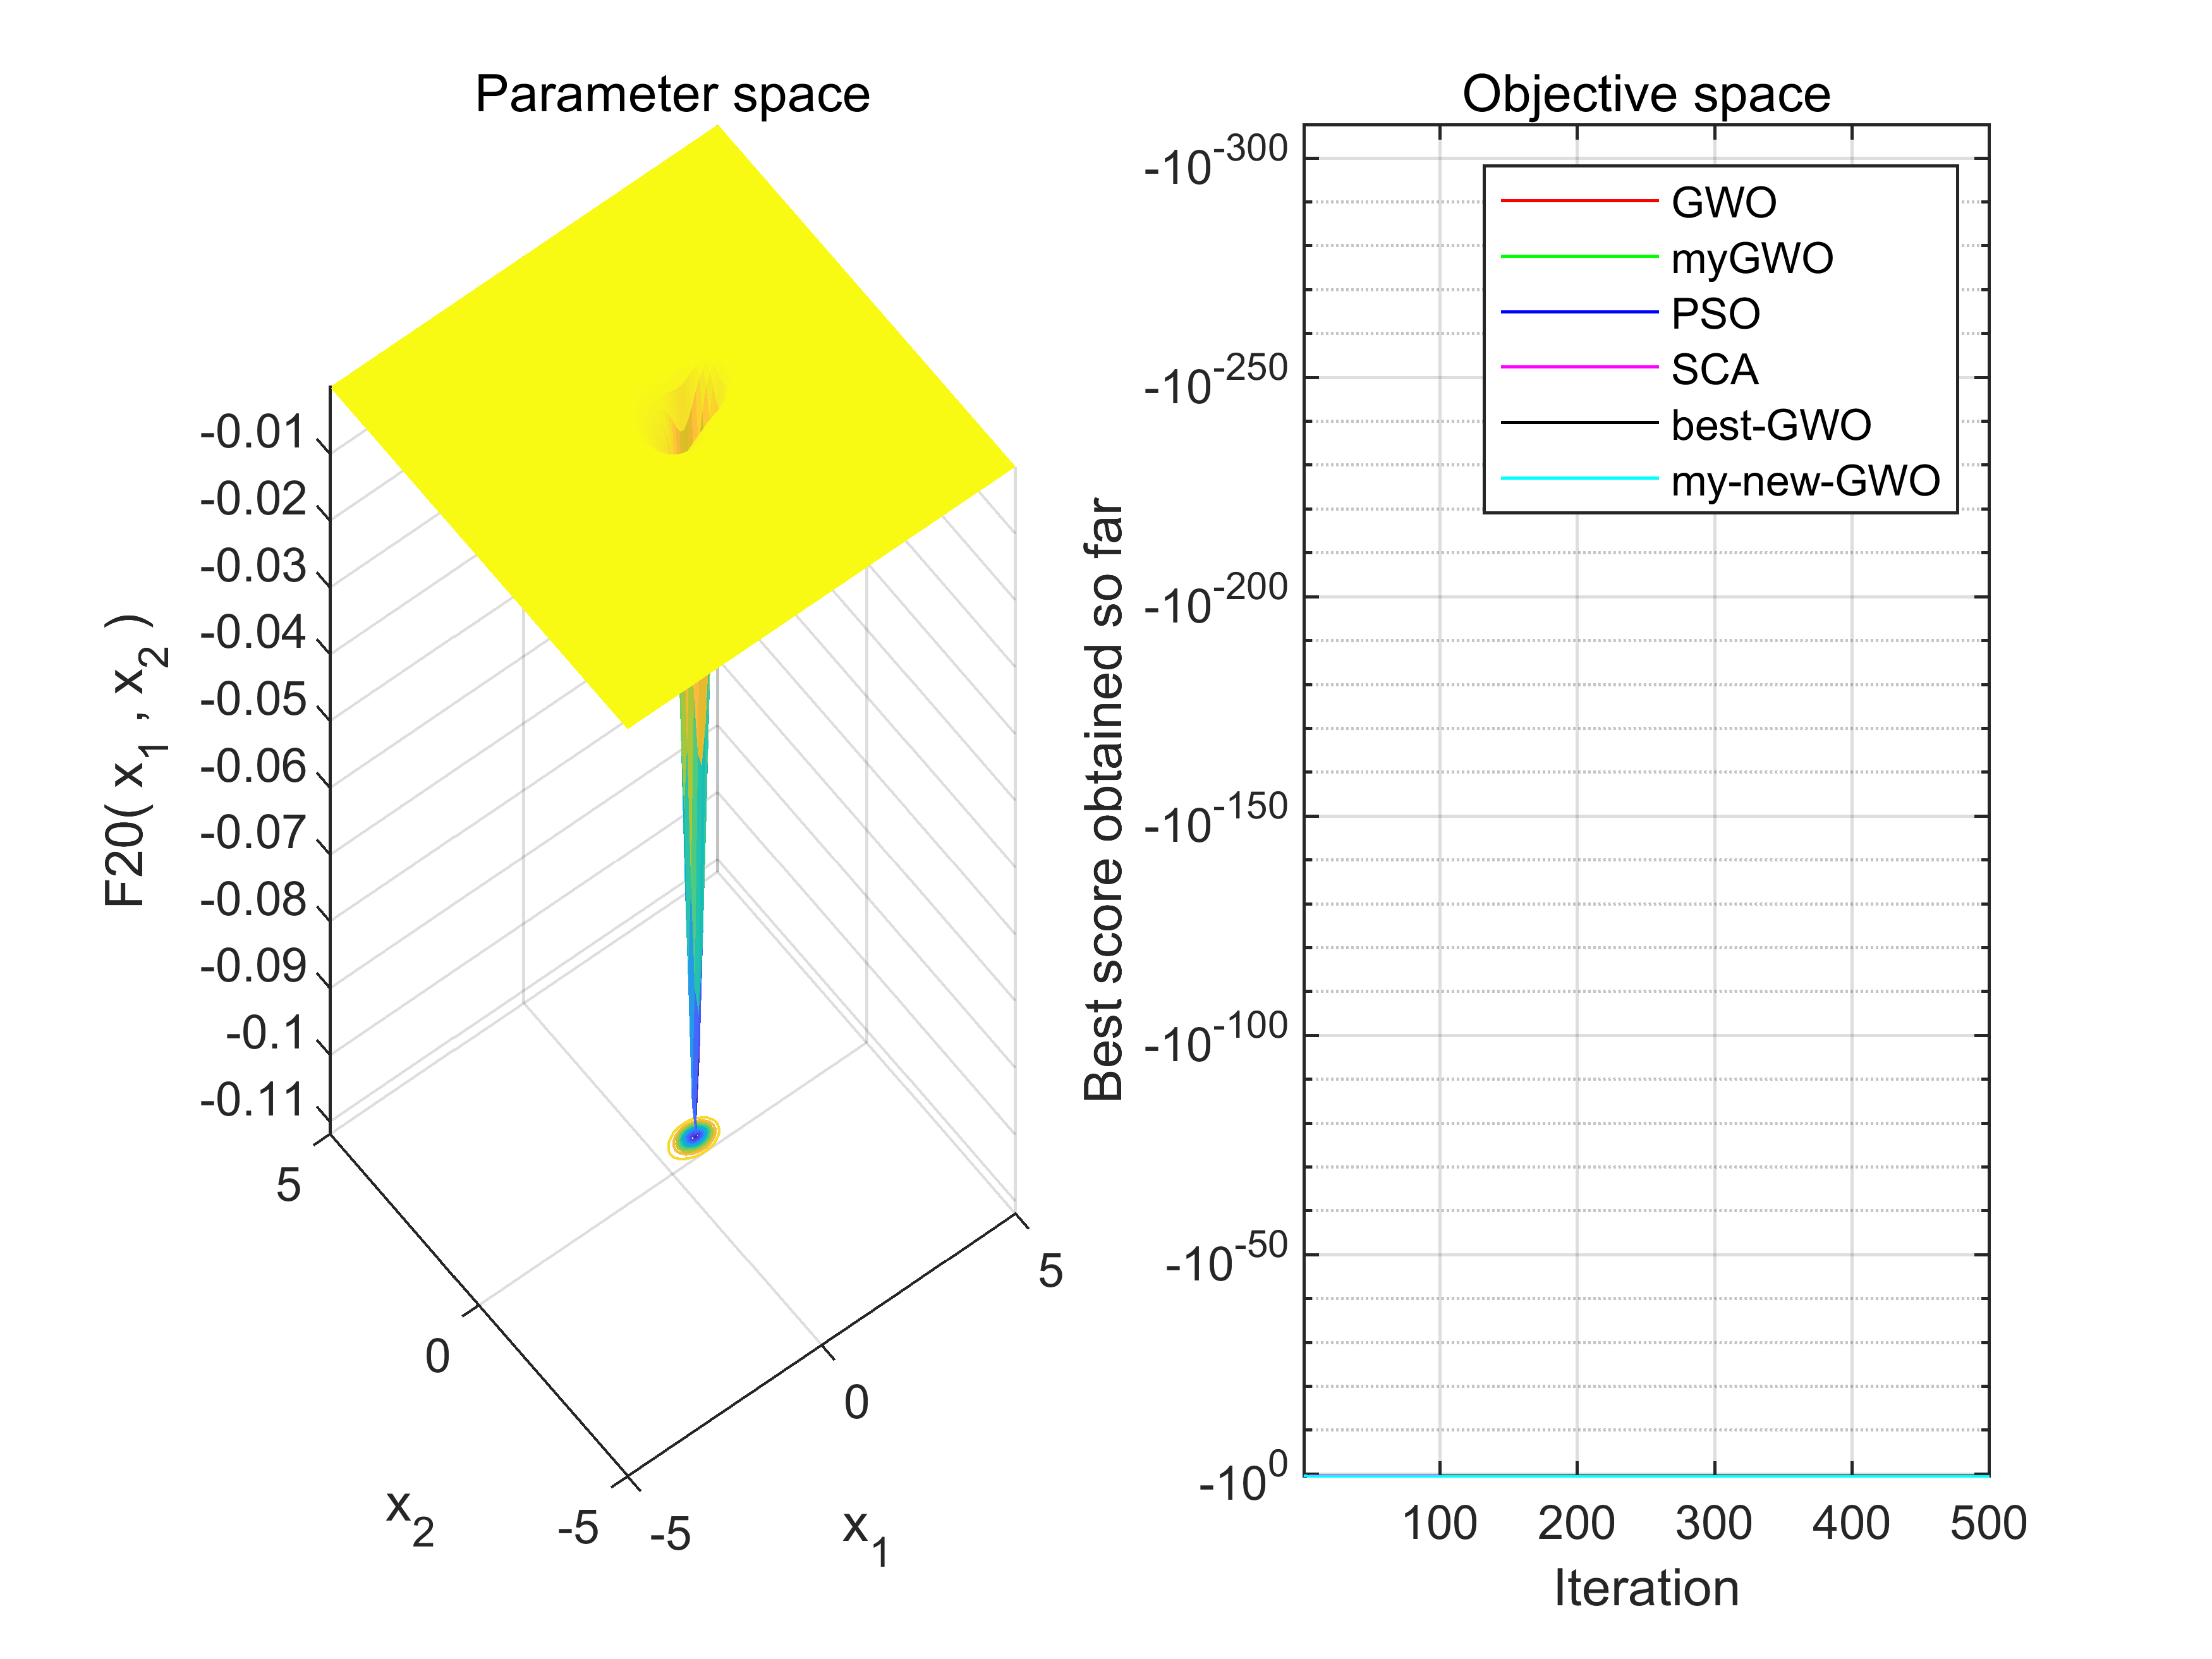 Parameter space
-0.01
-0.02
-0.03
-0.04
-0.05
-0.06
-0.07
-0.08
-0.09
-0.1
-0.11
F20( x₁ , x₂ )
5
0
-5
x₂
-5
0
5
x₁
Objective space
-10⁻³⁰⁰
-10⁻²⁵⁰
-10⁻²⁰⁰
-10⁻¹⁵⁰
-10⁻¹⁰⁰
-10⁻⁵⁰
-10⁰
Best score obtained so far
GWO
myGWO
PSO
SCA
best-GWO
my-new-GWO
100 200 300 400 500
Iteration